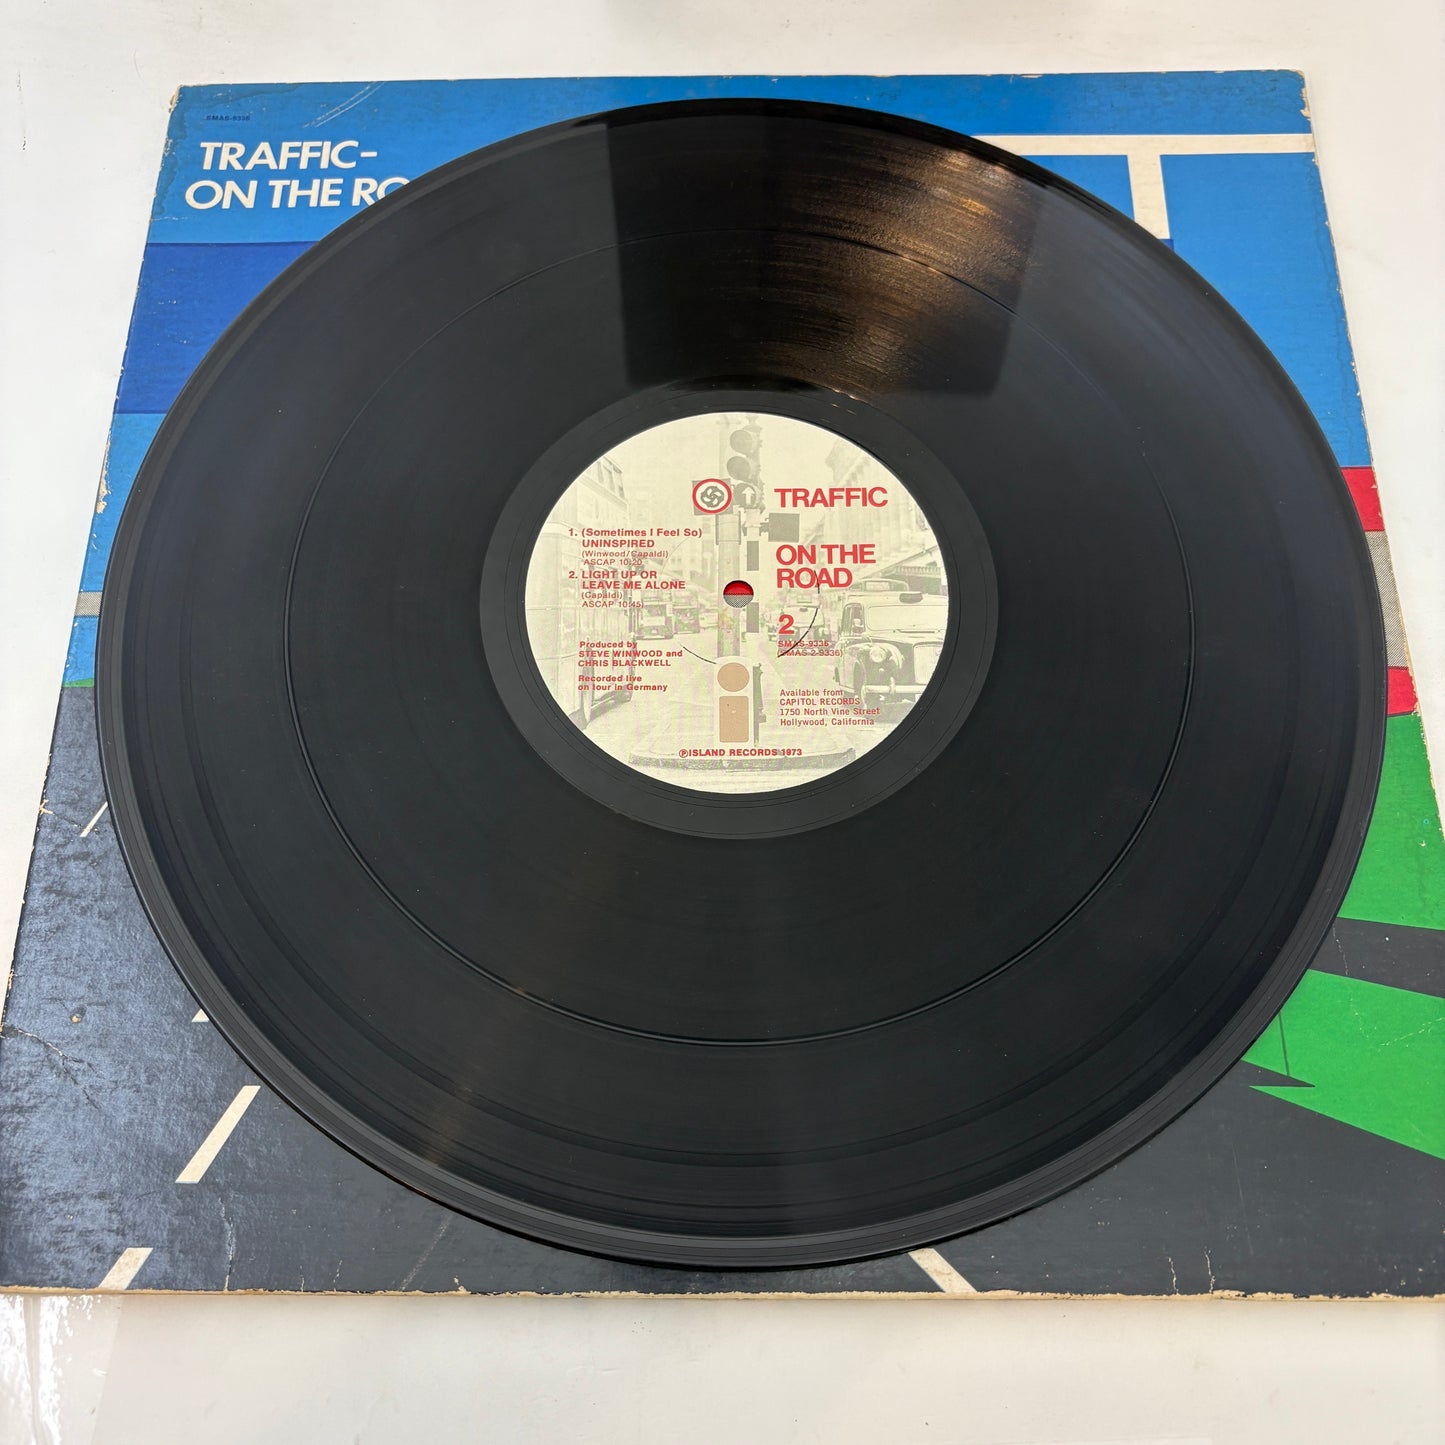 SMAS-9336
TRAFFIC-
ON THE RO
TRAFFIC
ON THE
ROAD
2
SMAS-9336
(SMAS-2-9336)
1. (Sometimes I Feel So)
UNINSPIRED
(Winwood/Capaldi)
ASCAP 10:20
2. LIGHT UP OR
LEAVE ME ALONE
(Capaldi)
ASCAP 10:45)
Produced by
STEVE WINWOOD and
CHRIS BLACKWELL
Recorded live
on tour in Germany
Available from
CAPITOL RECORDS
1750 North Vine Street
Hollywood, California
ⓅISLAND RECORDS 1973